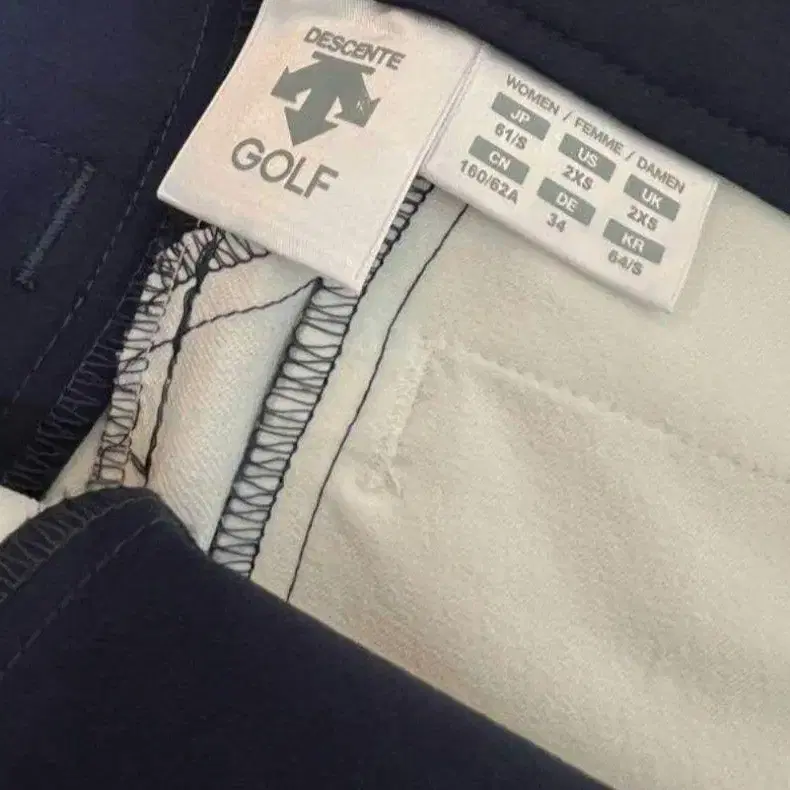 DESCENTE
GOLF
WOMEN / FEMME / DAMEN
JP US UK
61/S 2XS 2XS
CN DE KR
160/62A 34 64/S